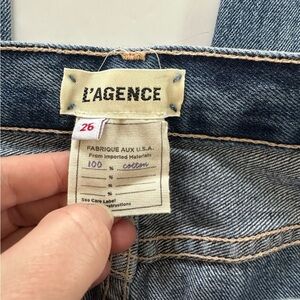 L'AGENCE
26
FABRIQUE AUX U.S.A.
From Imported Materials
100 % cotton
%
%
%
See Care Label
Instructions